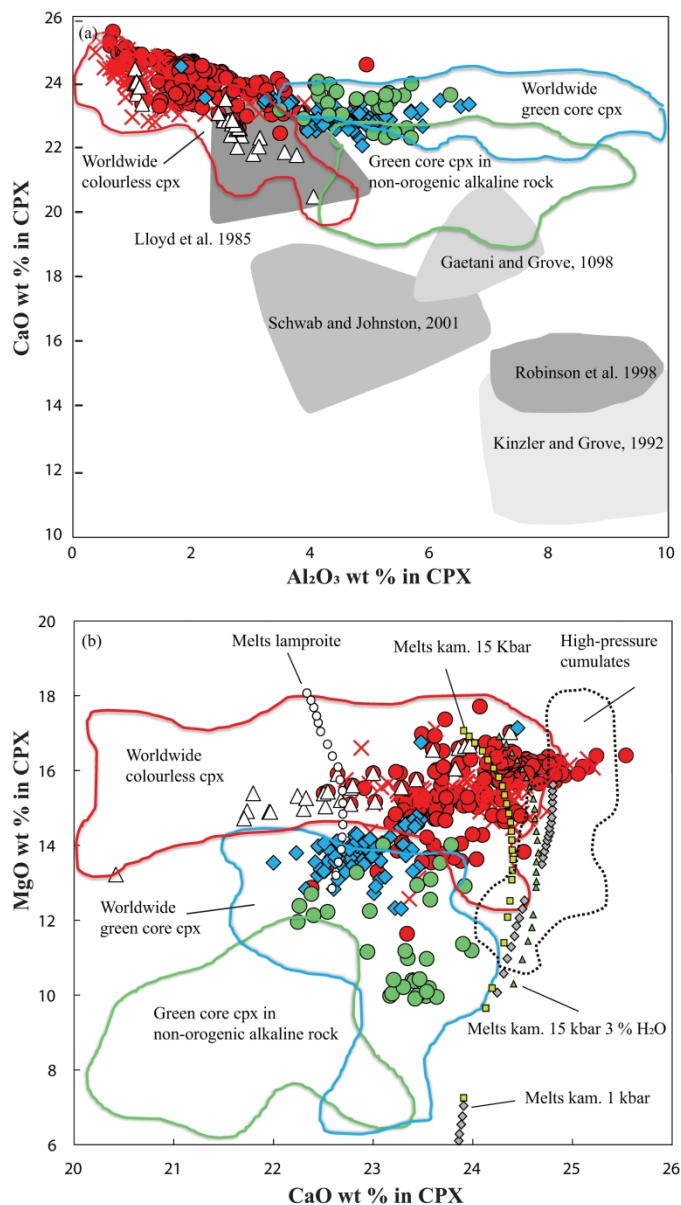 26
(a)
24
22
20
18
16
14
12
10
CaO wt % in CPX
Worldwide
green core cpx
Worldwide
colourless cpx
Green core cpx in
non-orogenic alkaline rock
Lloyd et al. 1985
Gaetani and Grove, 1098
Schwab and Johnston, 2001
Robinson et al. 1998
Kinzler and Grove, 1992
0 2 4 6 8 10
Al₂O₃ wt % in CPX
20
(b)
18
16
14
12
10
8
6
MgO wt % in CPX
Melts lamproite
Melts kam. 15 Kbar
High-pressure
cumulates
Worldwide
colourless cpx
Worldwide
green core cpx
Green core cpx in
non-orogenic alkaline rock
Melts kam. 15 kbar 3 % H₂O
Melts kam. 1 kbar
20 21 22 23 24 25 26
CaO wt % in CPX